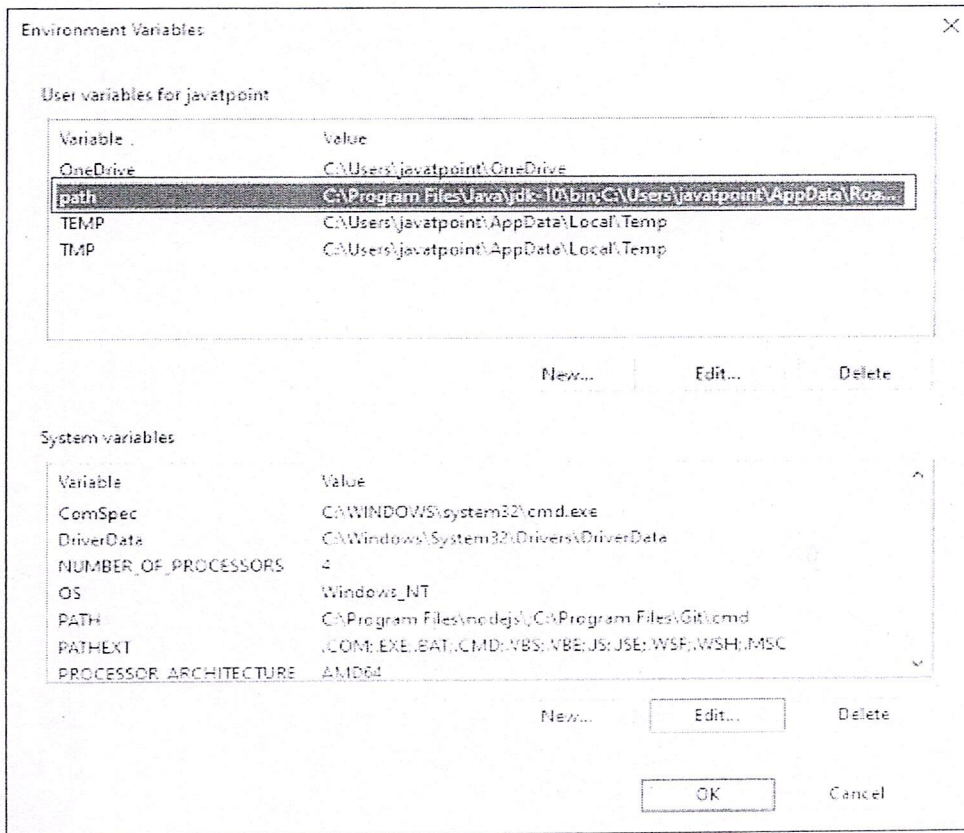 Environment Variables
User variables for javatpoint
Variable Value
OneDrive C:\Users\javatpoint\OneDrive
path C:\Program Files\Java\jdk-10\bin;C:\Users\javatpoint\AppData\Roa...
TEMP C:\Users\javatpoint\AppData\Local\Temp
TMP C:\Users\javatpoint\AppData\Local\Temp
New... Edit... Delete
System variables
Variable Value
ComSpec C:\WINDOWS\system32\cmd.exe
DriverData C:\Windows\System32\Drivers\DriverData
NUMBER_OF_PROCESSORS 4
OS Windows_NT
PATH C:\Program Files\nodejs\;C:\Program Files\Git\cmd
PATHEXT .COM;.EXE;.BAT;.CMD;.VBS;.VBE;.JS;.JSE;.WSF;.WSH;.MSC
PROCESSOR_ARCHITECTURE AMD64
New... Edit... Delete
OK Cancel